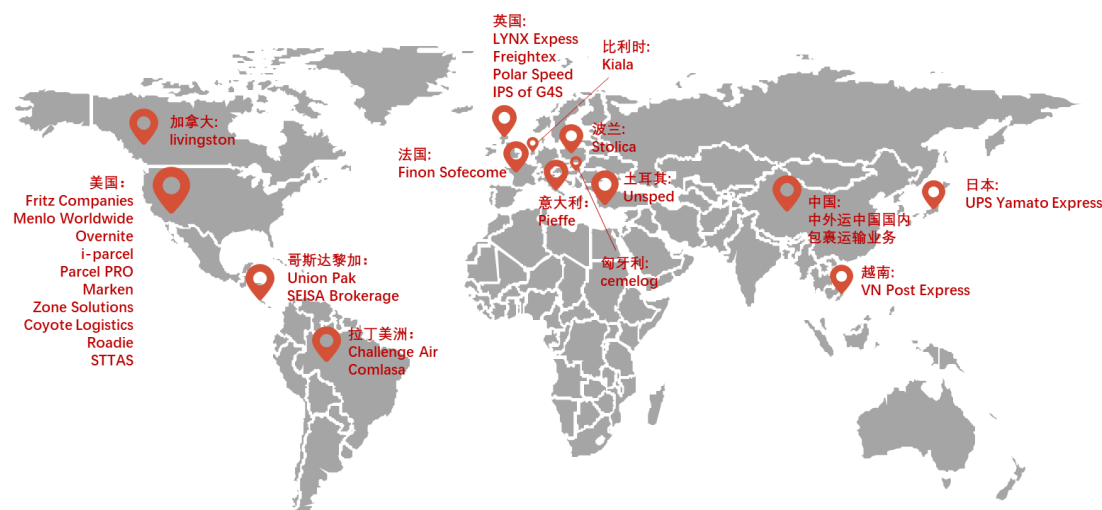 英国:
LYNX Expess
Freightex
Polar Speed
IPS of G4S
比利时:
Kiala
加拿大:
livingston
波兰:
Stolica
法国:
Finon Sofecome
美国：
Fritz Companies
Menlo Worldwide
Overnite
i-parcel
Parcel PRO
Marken
Zone Solutions
Coyote Logistics
Roadie
STTAS
土耳其:
Unsped
意大利:
Pieffe
中国:
中外运中国国内
包裹运输业务
日本:
UPS Yamato Express
哥斯达黎加：
Union Pak
SEISA Brokerage
匈牙利:
cemelog
越南:
VN Post Express
拉丁美洲：
Challenge Air
Comlasa